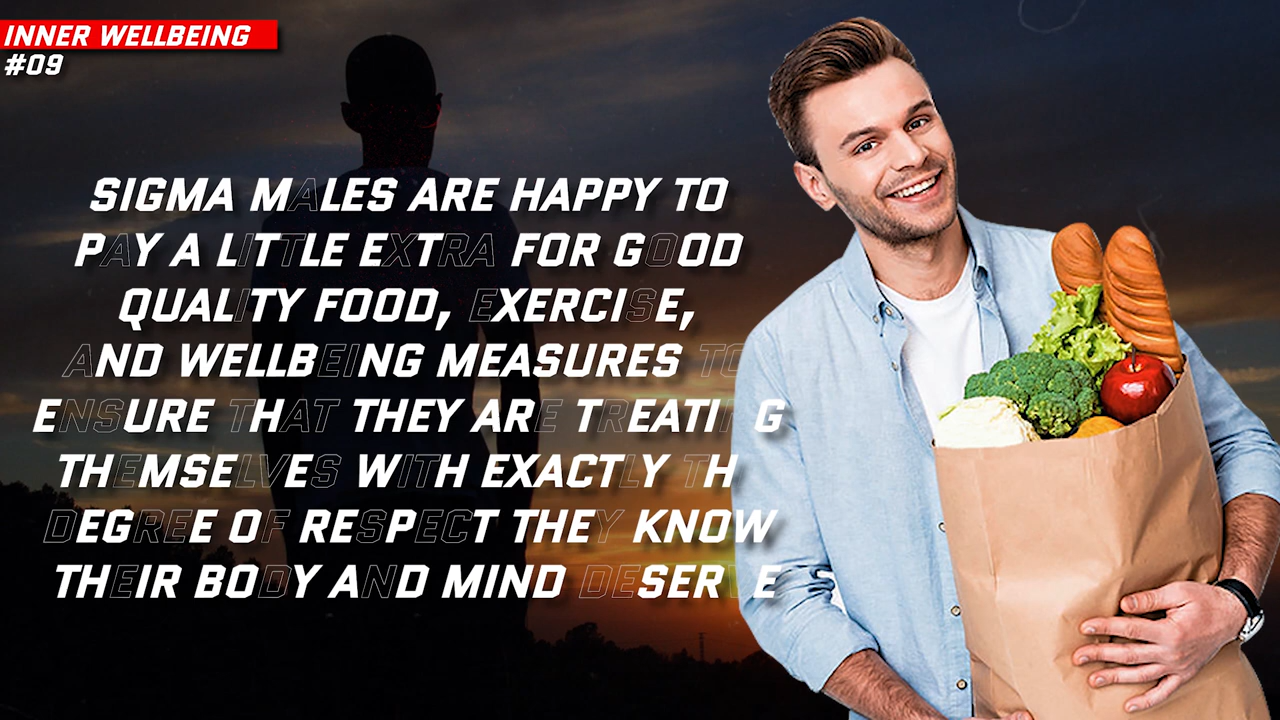 INNER WELLBEING
#09
SIGMA MALES ARE HAPPY TO
PAY A LITTLE EXTRA FOR GOOD
QUALITY FOOD, EXERCISE,
AND WELLBEING MEASURES TO
ENSURE THAT THEY ARE TREATING
THEMSELVES WITH EXACTLY TH
DEGREE OF RESPECT THEY KNOW
THEIR BODY AND MIND DESERVE